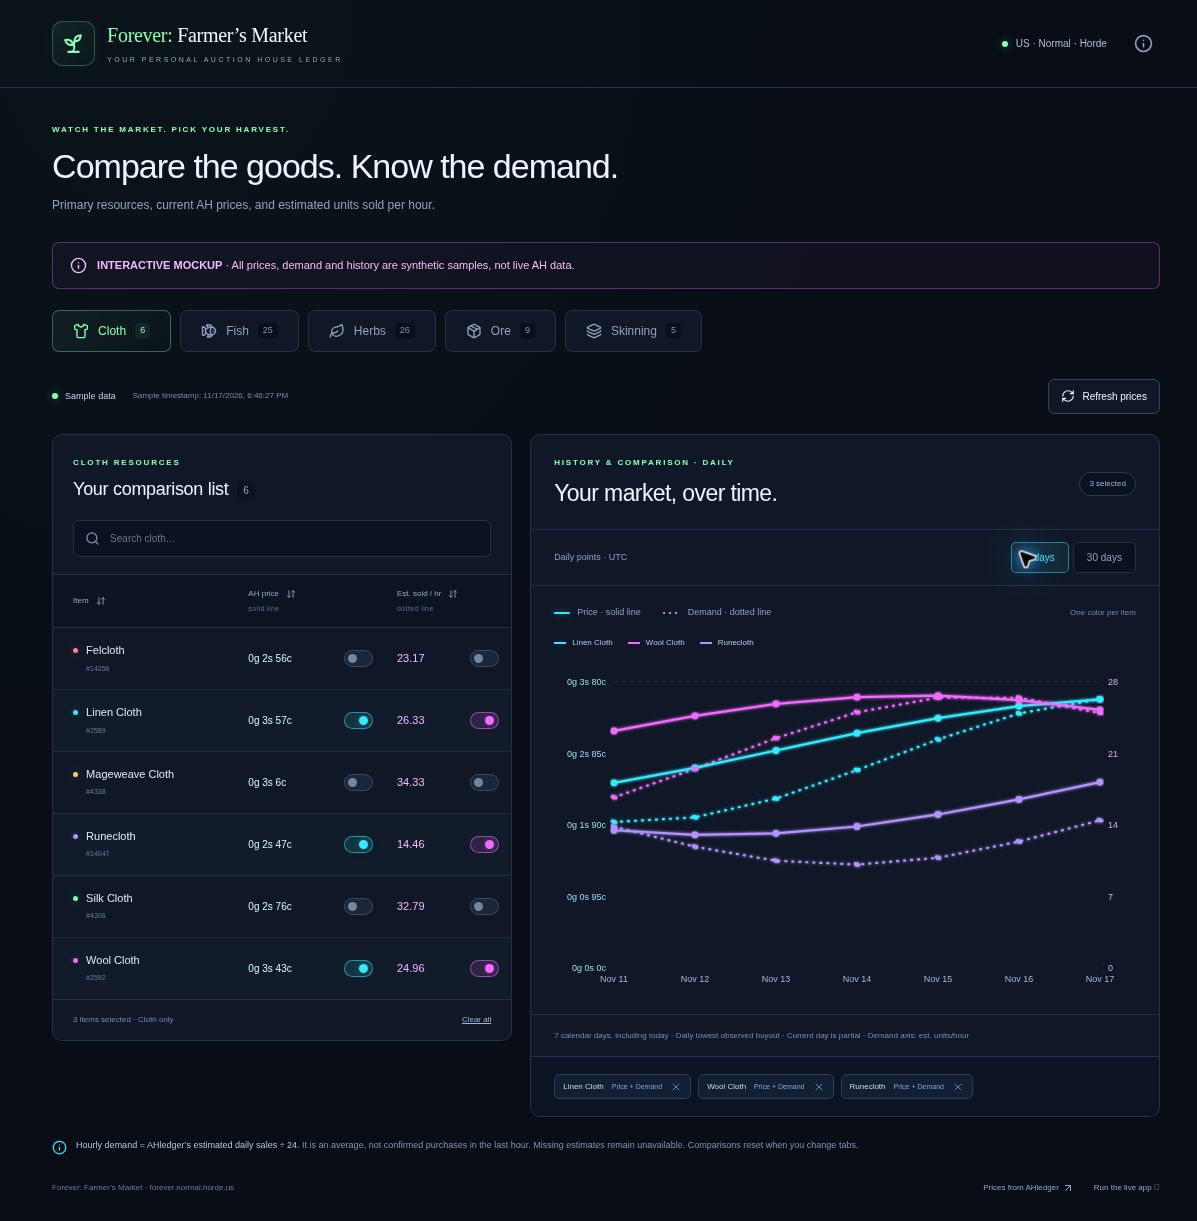 Forever: Farmer’s Market
YOUR PERSONAL AUCTION HOUSE LEDGER
US · Normal · Horde
WATCH THE MARKET. PICK YOUR HARVEST.
Compare the goods. Know the demand.
Primary resources, current AH prices, and estimated units sold per hour.
INTERACTIVE MOCKUP · All prices, demand and history are synthetic samples, not live AH data.
Cloth 6
Fish 25
Herbs 26
Ore 9
Skinning 5
Sample data
Sample timestamp: 11/17/2026, 6:46:27 PM
Refresh prices
CLOTH RESOURCES
Your comparison list 6
Search cloth…
Item
AH price
solid line
Est. sold / hr
dotted line
Felcloth
#14256
0g 2s 56c
23.17
Linen Cloth
#2589
0g 3s 57c
26.33
Mageweave Cloth
#4338
0g 3s 6c
34.33
Runecloth
#14047
0g 2s 47c
14.46
Silk Cloth
#4306
0g 2s 76c
32.79
Wool Cloth
#2592
0g 3s 43c
24.96
3 items selected · Cloth only
Clear all
HISTORY & COMPARISON · DAILY
Your market, over time.
3 selected
Daily points · UTC
days
30 days
Price · solid line
Demand · dotted line
One color per item
Linen Cloth
Wool Cloth
Runecloth
0g 3s 80c
28
0g 2s 85c
21
0g 1s 90c
14
0g 0s 95c
7
0g 0s 0c
0
Nov 11
Nov 12
Nov 13
Nov 14
Nov 15
Nov 16
Nov 17
7 calendar days, including today · Daily lowest observed buyout · Current day is partial · Demand axis: est. units/hour
Linen Cloth Price + Demand
Wool Cloth Price + Demand
Runecloth Price + Demand
Hourly demand = AHledger's estimated daily sales ÷ 24. It is an average, not confirmed purchases in the last hour. Missing estimates remain unavailable. Comparisons reset when you change tabs.
Forever: Farmer's Market · forever.normal.horde.us
Prices from AHledger
Run the live app